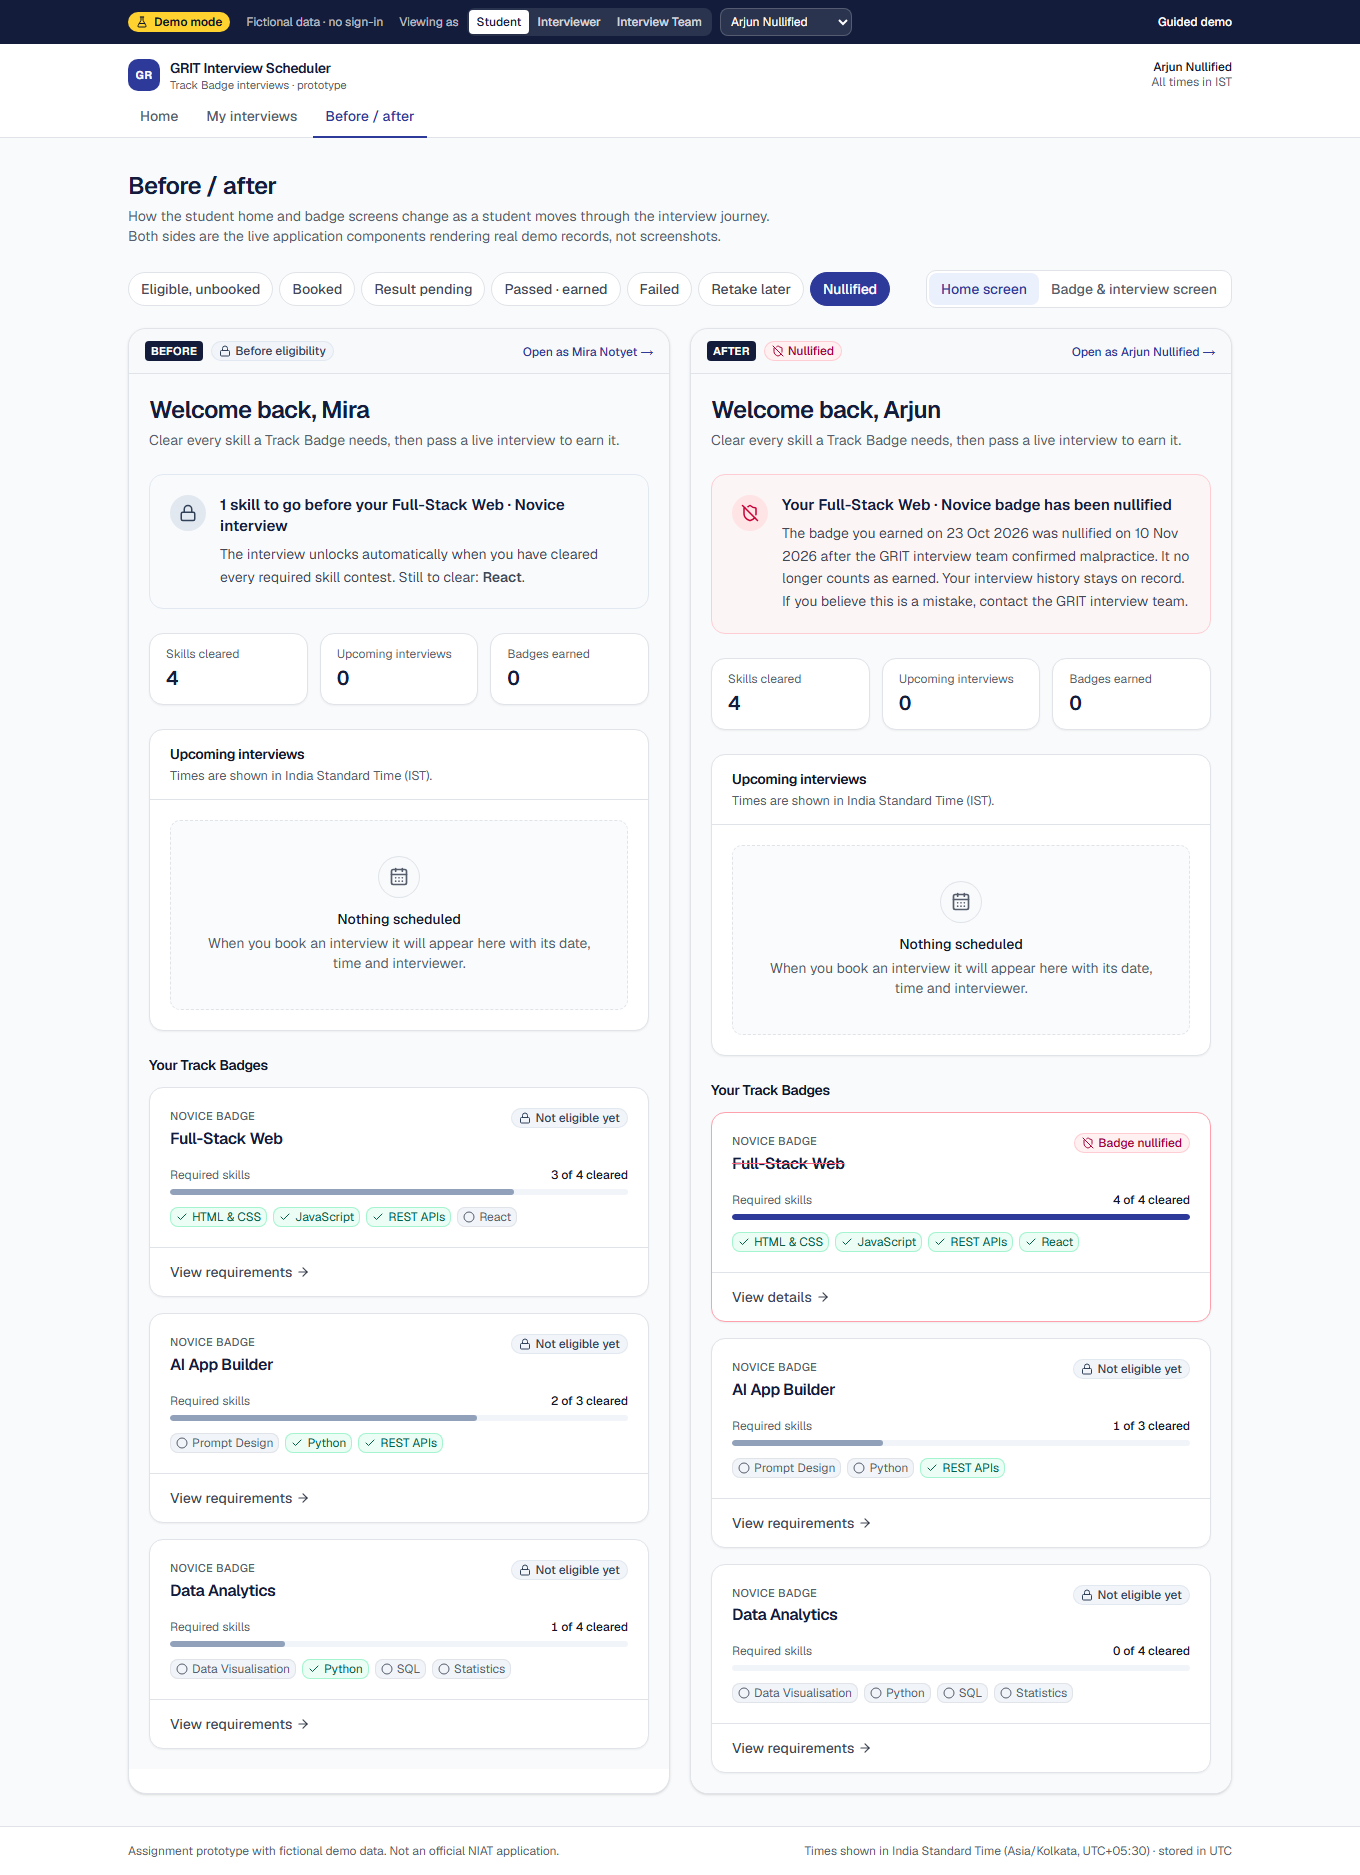 Demo mode
Fictional data · no sign-in
Viewing as
Student
Interviewer
Interview Team
Arjun Nullified
Guided demo
GR
GRIT Interview Scheduler
Track Badge interviews · prototype
Arjun Nullified
All times in IST
Home
My interviews
Before / after
Before / after
How the student home and badge screens change as a student moves through the interview journey.
Both sides are the live application components rendering real demo records, not screenshots.
Eligible, unbooked
Booked
Result pending
Passed · earned
Failed
Retake later
Nullified
Home screen
Badge & interview screen
BEFORE
Before eligibility
Open as Mira Notyet →
Welcome back, Mira
Clear every skill a Track Badge needs, then pass a live interview to earn it.
1 skill to go before your Full-Stack Web · Novice
interview
The interview unlocks automatically when you have cleared
every required skill contest. Still to clear: React.
Skills cleared
4
Upcoming interviews
0
Badges earned
0
Upcoming interviews
Times are shown in India Standard Time (IST).
Nothing scheduled
When you book an interview it will appear here with its date,
time and interviewer.
Your Track Badges
NOVICE BADGE
Not eligible yet
Full-Stack Web
Required skills
3 of 4 cleared
HTML & CSS
JavaScript
REST APIs
React
View requirements →
NOVICE BADGE
Not eligible yet
AI App Builder
Required skills
2 of 3 cleared
Prompt Design
Python
REST APIs
View requirements →
NOVICE BADGE
Not eligible yet
Data Analytics
Required skills
1 of 4 cleared
Data Visualisation
Python
SQL
Statistics
View requirements →
AFTER
Nullified
Open as Arjun Nullified →
Welcome back, Arjun
Clear every skill a Track Badge needs, then pass a live interview to earn it.
Your Full-Stack Web · Novice badge has been nullified
The badge you earned on 23 Oct 2026 was nullified on 10 Nov
2026 after the GRIT interview team confirmed malpractice. It no
longer counts as earned. Your interview history stays on record.
If you believe this is a mistake, contact the GRIT interview team.
Skills cleared
4
Upcoming interviews
0
Badges earned
0
Upcoming interviews
Times are shown in India Standard Time (IST).
Nothing scheduled
When you book an interview it will appear here with its date,
time and interviewer.
Your Track Badges
NOVICE BADGE
Badge nullified
Full-Stack Web
Required skills
4 of 4 cleared
HTML & CSS
JavaScript
REST APIs
React
View details →
NOVICE BADGE
Not eligible yet
AI App Builder
Required skills
1 of 3 cleared
Prompt Design
Python
REST APIs
View requirements →
NOVICE BADGE
Not eligible yet
Data Analytics
Required skills
0 of 4 cleared
Data Visualisation
Python
SQL
Statistics
View requirements →
Assignment prototype with fictional demo data. Not an official NIAT application.
Times shown in India Standard Time (Asia/Kolkata, UTC+05:30) · stored in UTC